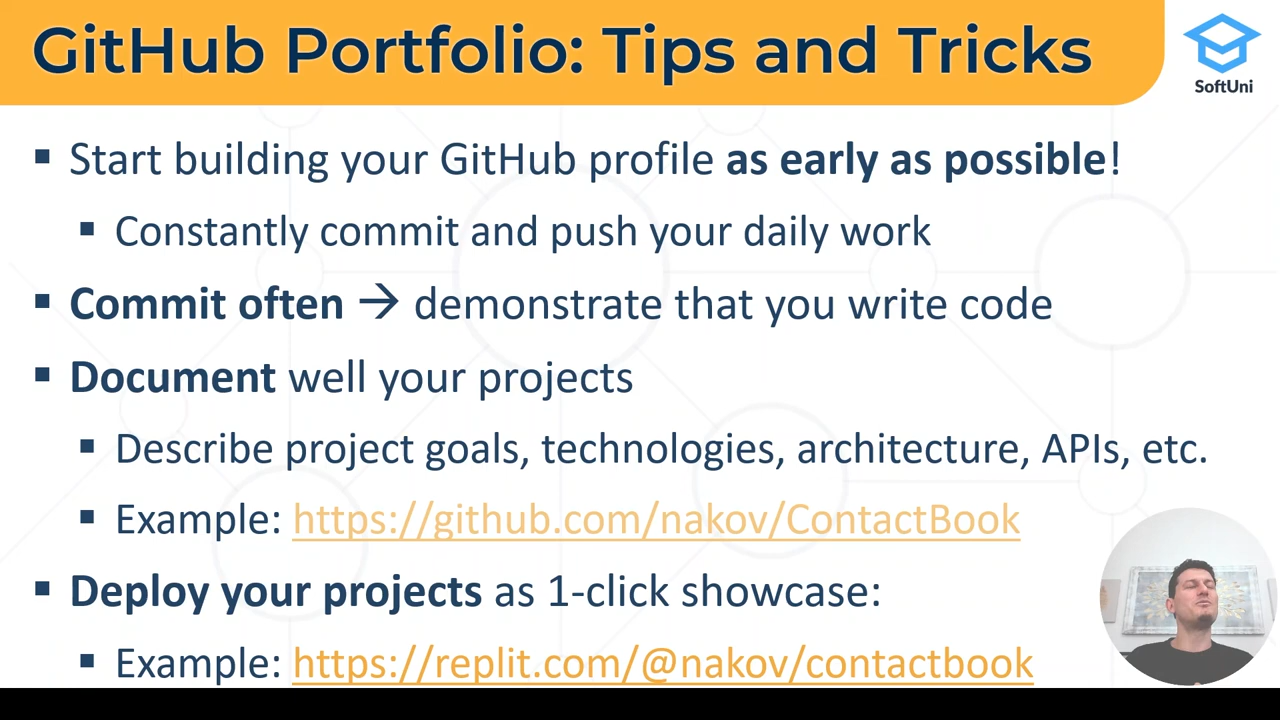 GitHub Portfolio: Tips and Tricks
SoftUni
▪ Start building your GitHub profile as early as possible!
▪ Constantly commit and push your daily work
▪ Commit often → demonstrate that you write code
▪ Document well your projects
▪ Describe project goals, technologies, architecture, APIs, etc.
▪ Example: https://github.com/nakov/ContactBook
▪ Deploy your projects as 1-click showcase:
▪ Example: https://replit.com/@nakov/contactbook